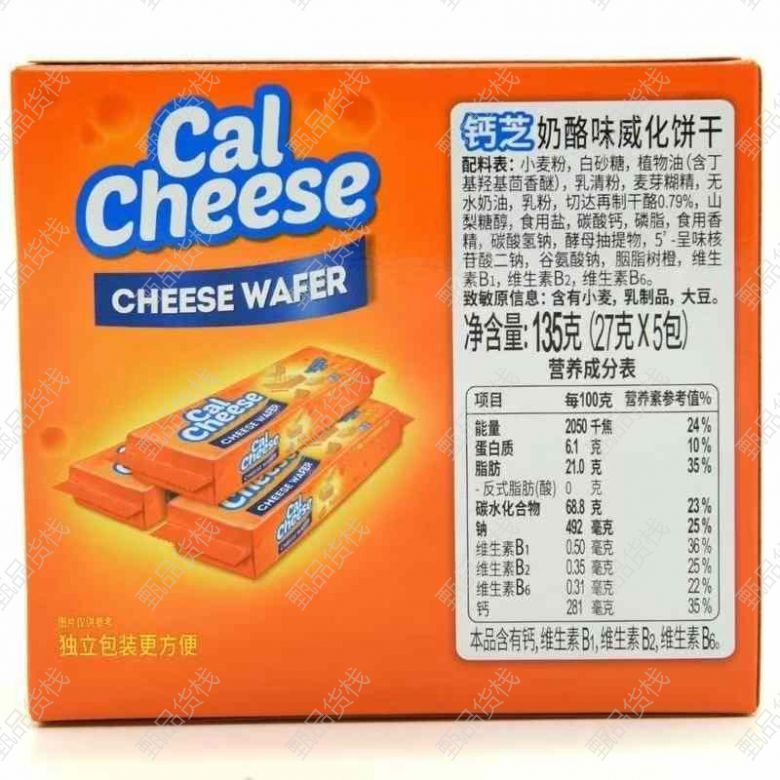 Cal
Cheese
CHEESE WAFER
Cal
Cheese
CHEESE WAFER
Cal
Cheese
CHEESE WAFER
图片仅供参考
独立包装更方便
钙芝奶酪味威化饼干
配料表：小麦粉，白砂糖，植物油(含丁
基羟基茴香醚)，乳清粉，麦芽糊精，无
水奶油，乳粉，切达再制干酪0.79%，山
梨糖醇，食用盐，碳酸钙，磷脂，食用香
精，碳酸氢钠，酵母抽提物，5'-呈味核
苷酸二钠，谷氨酸钠，胭脂树橙，维生
素B₁，维生素B₂，维生素B₆。
致敏原信息：含有小麦，乳制品，大豆。
净含量：135克(27克X5包)
营养成分表
项目 每100克 营养素参考值%
能量 2050 千焦 24%
蛋白质 6.1 克 10%
脂肪 21.0 克 35%
-反式脂肪(酸) 0 克
碳水化合物 68.8 克 23%
钠 492 毫克 25%
维生素B₁ 0.50 毫克 36%
维生素B₂ 0.35 毫克 25%
维生素B₆ 0.31 毫克 22%
钙 281 毫克 35%
本品含有钙,维生素B₁,维生素B₂,维生素B₆。
甄品货栈